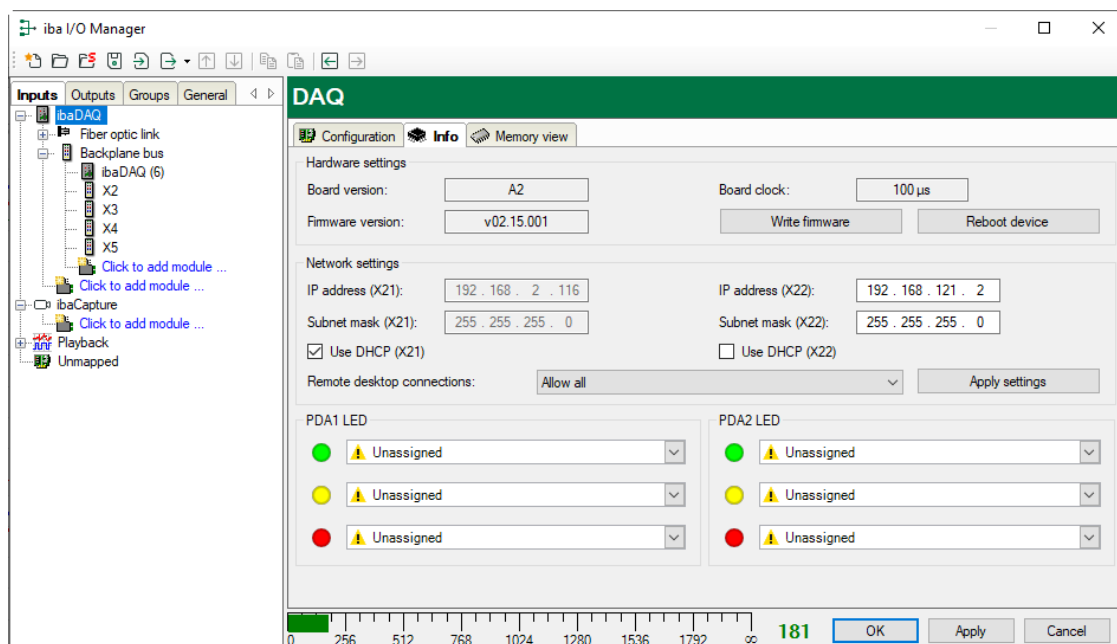 iba I/O Manager
Inputs Outputs Groups General
ibaDAQ
Fiber optic link
Backplane bus
ibaDAQ (6)
X2
X3
X4
X5
Click to add module ...
Click to add module ...
ibaCapture
Click to add module ...
Playback
Unmapped
DAQ
Configuration Info Memory view
Hardware settings
Board version: A2 Board clock: 100 µs
Firmware version: v02.15.001 Write firmware Reboot device
Network settings
IP address (X21): 192 . 168 . 2 . 116 IP address (X22): 192 . 168 . 121 . 2
Subnet mask (X21): 255 . 255 . 255 . 0 Subnet mask (X22): 255 . 255 . 255 . 0
Use DHCP (X21) Use DHCP (X22)
Remote desktop connections: Allow all Apply settings
PDA1 LED PDA2 LED
Unassigned Unassigned
Unassigned Unassigned
Unassigned Unassigned
0 256 512 768 1024 1280 1536 1792 ∞ 181 OK Apply Cancel